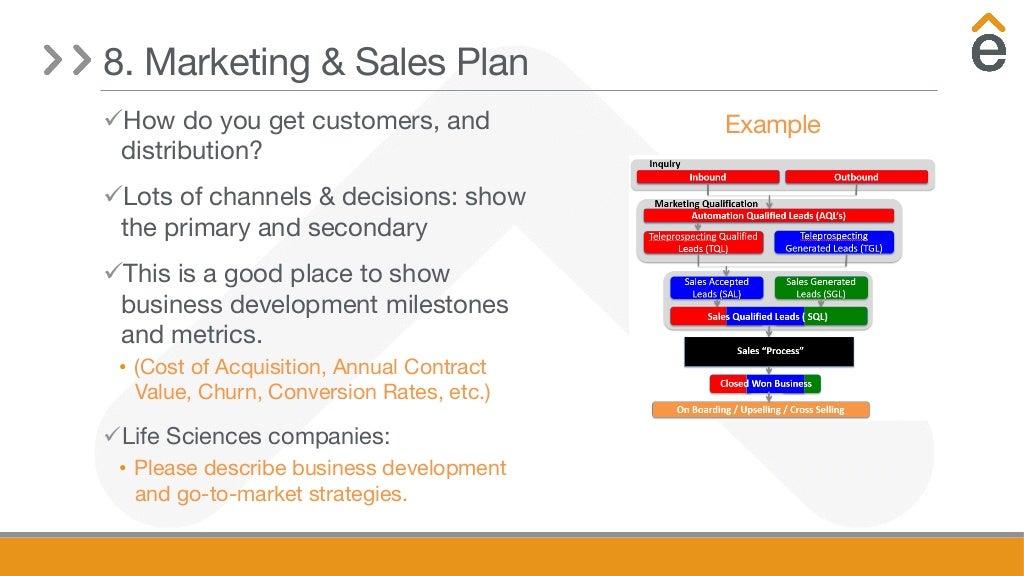 8. Marketing & Sales Plan
ê
✓How do you get customers, and
distribution?
✓Lots of channels & decisions: show
the primary and secondary
✓This is a good place to show
business development milestones
and metrics.
• (Cost of Acquisition, Annual Contract
Value, Churn, Conversion Rates, etc.)
✓Life Sciences companies:
• Please describe business development
and go-to-market strategies.
Example
Inquiry
Inbound Outbound
Marketing Qualification
Automation Qualified Leads (AQL's)
Teleprospecting Qualified
Leads (TQL)
Teleprospecting
Generated Leads (TGL)
Sales Accepted
Leads (SAL)
Sales Generated
Leads (SGL)
Sales Qualified Leads ( SQL)
Sales "Process"
Closed Won Business
On Boarding / Upselling / Cross Selling